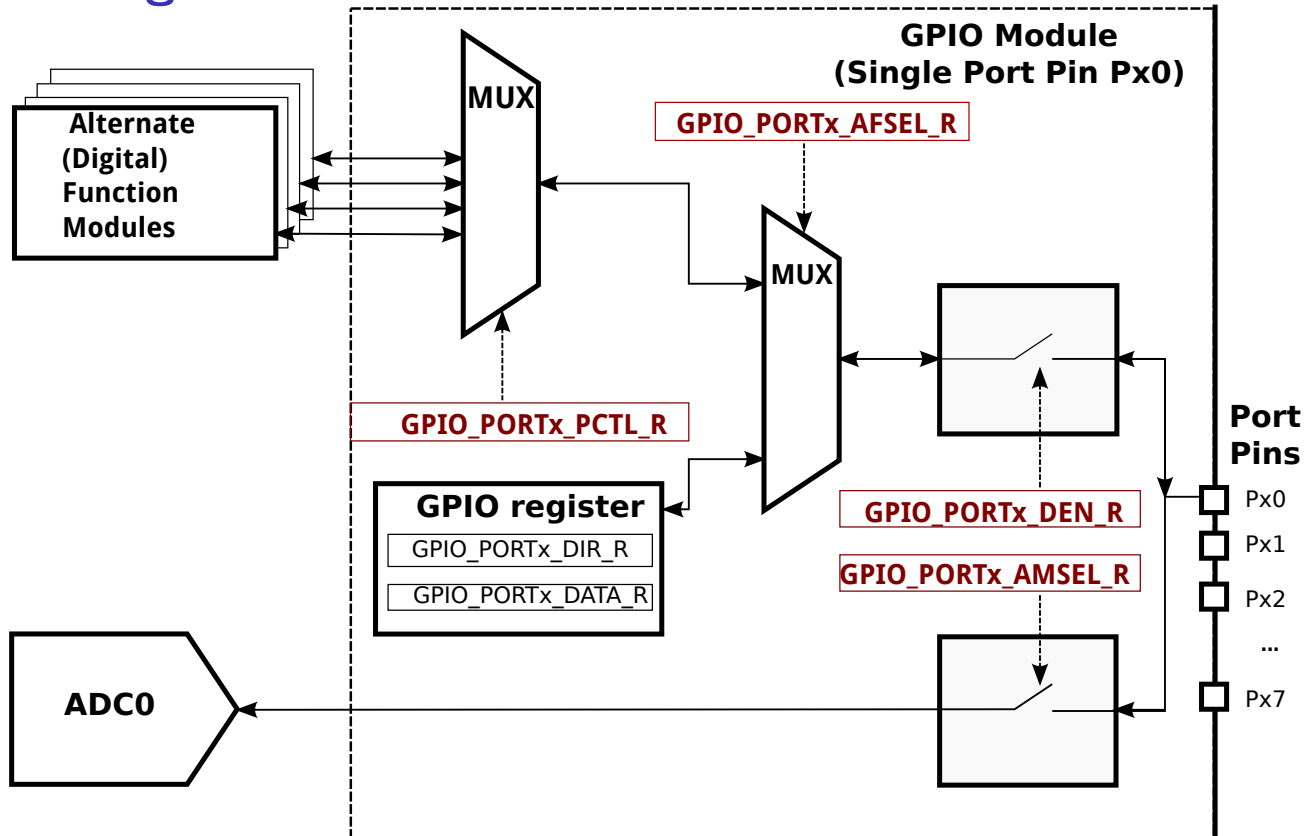 GPIO Module
(Single Port Pin Px0)
MUX
GPIO_PORTx_AFSEL_R
Alternate
(Digital)
Function
Modules
MUX
GPIO_PORTx_PCTL_R
Port
Pins
GPIO register
GPIO_PORTx_DEN_R
Px0
GPIO_PORTx_DIR_R
Px1
GPIO_PORTx_AMSEL_R
GPIO_PORTx_DATA_R
Px2
...
ADC0
Px7